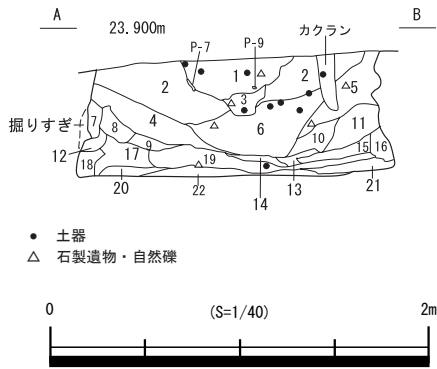 A B
23.900m カクラン
P-7 P-9
2 1 2 5
3
掘りすぎ 7 8 4 6 10 11
12 18 17 9 19 15 16
20 22 14 13 21
● 土器
△ 石製遺物・自然礫
0 (S=1/40) 2m